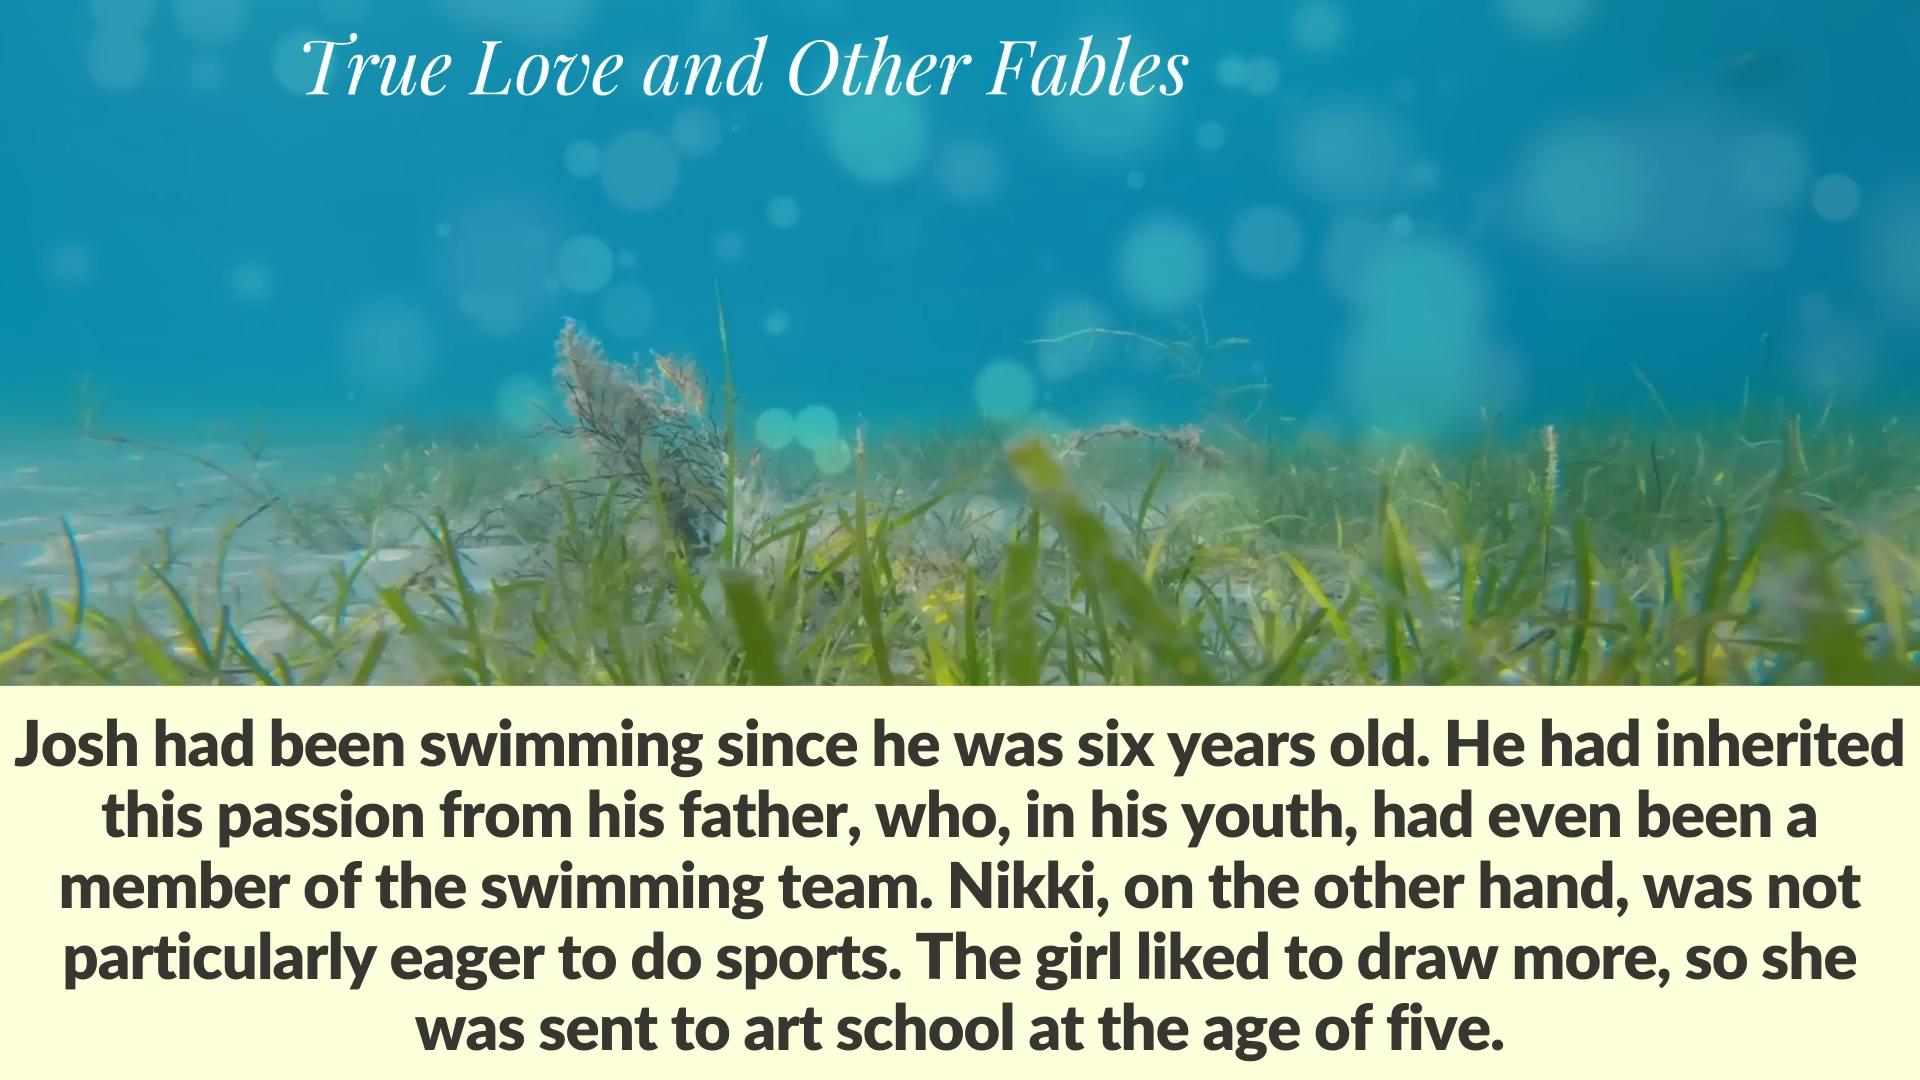 True Love and Other Fables
Josh had been swimming since he was six years old. He had inherited
this passion from his father, who, in his youth, had even been a
member of the swimming team. Nikki, on the other hand, was not
particularly eager to do sports. The girl liked to draw more, so she
was sent to art school at the age of five.